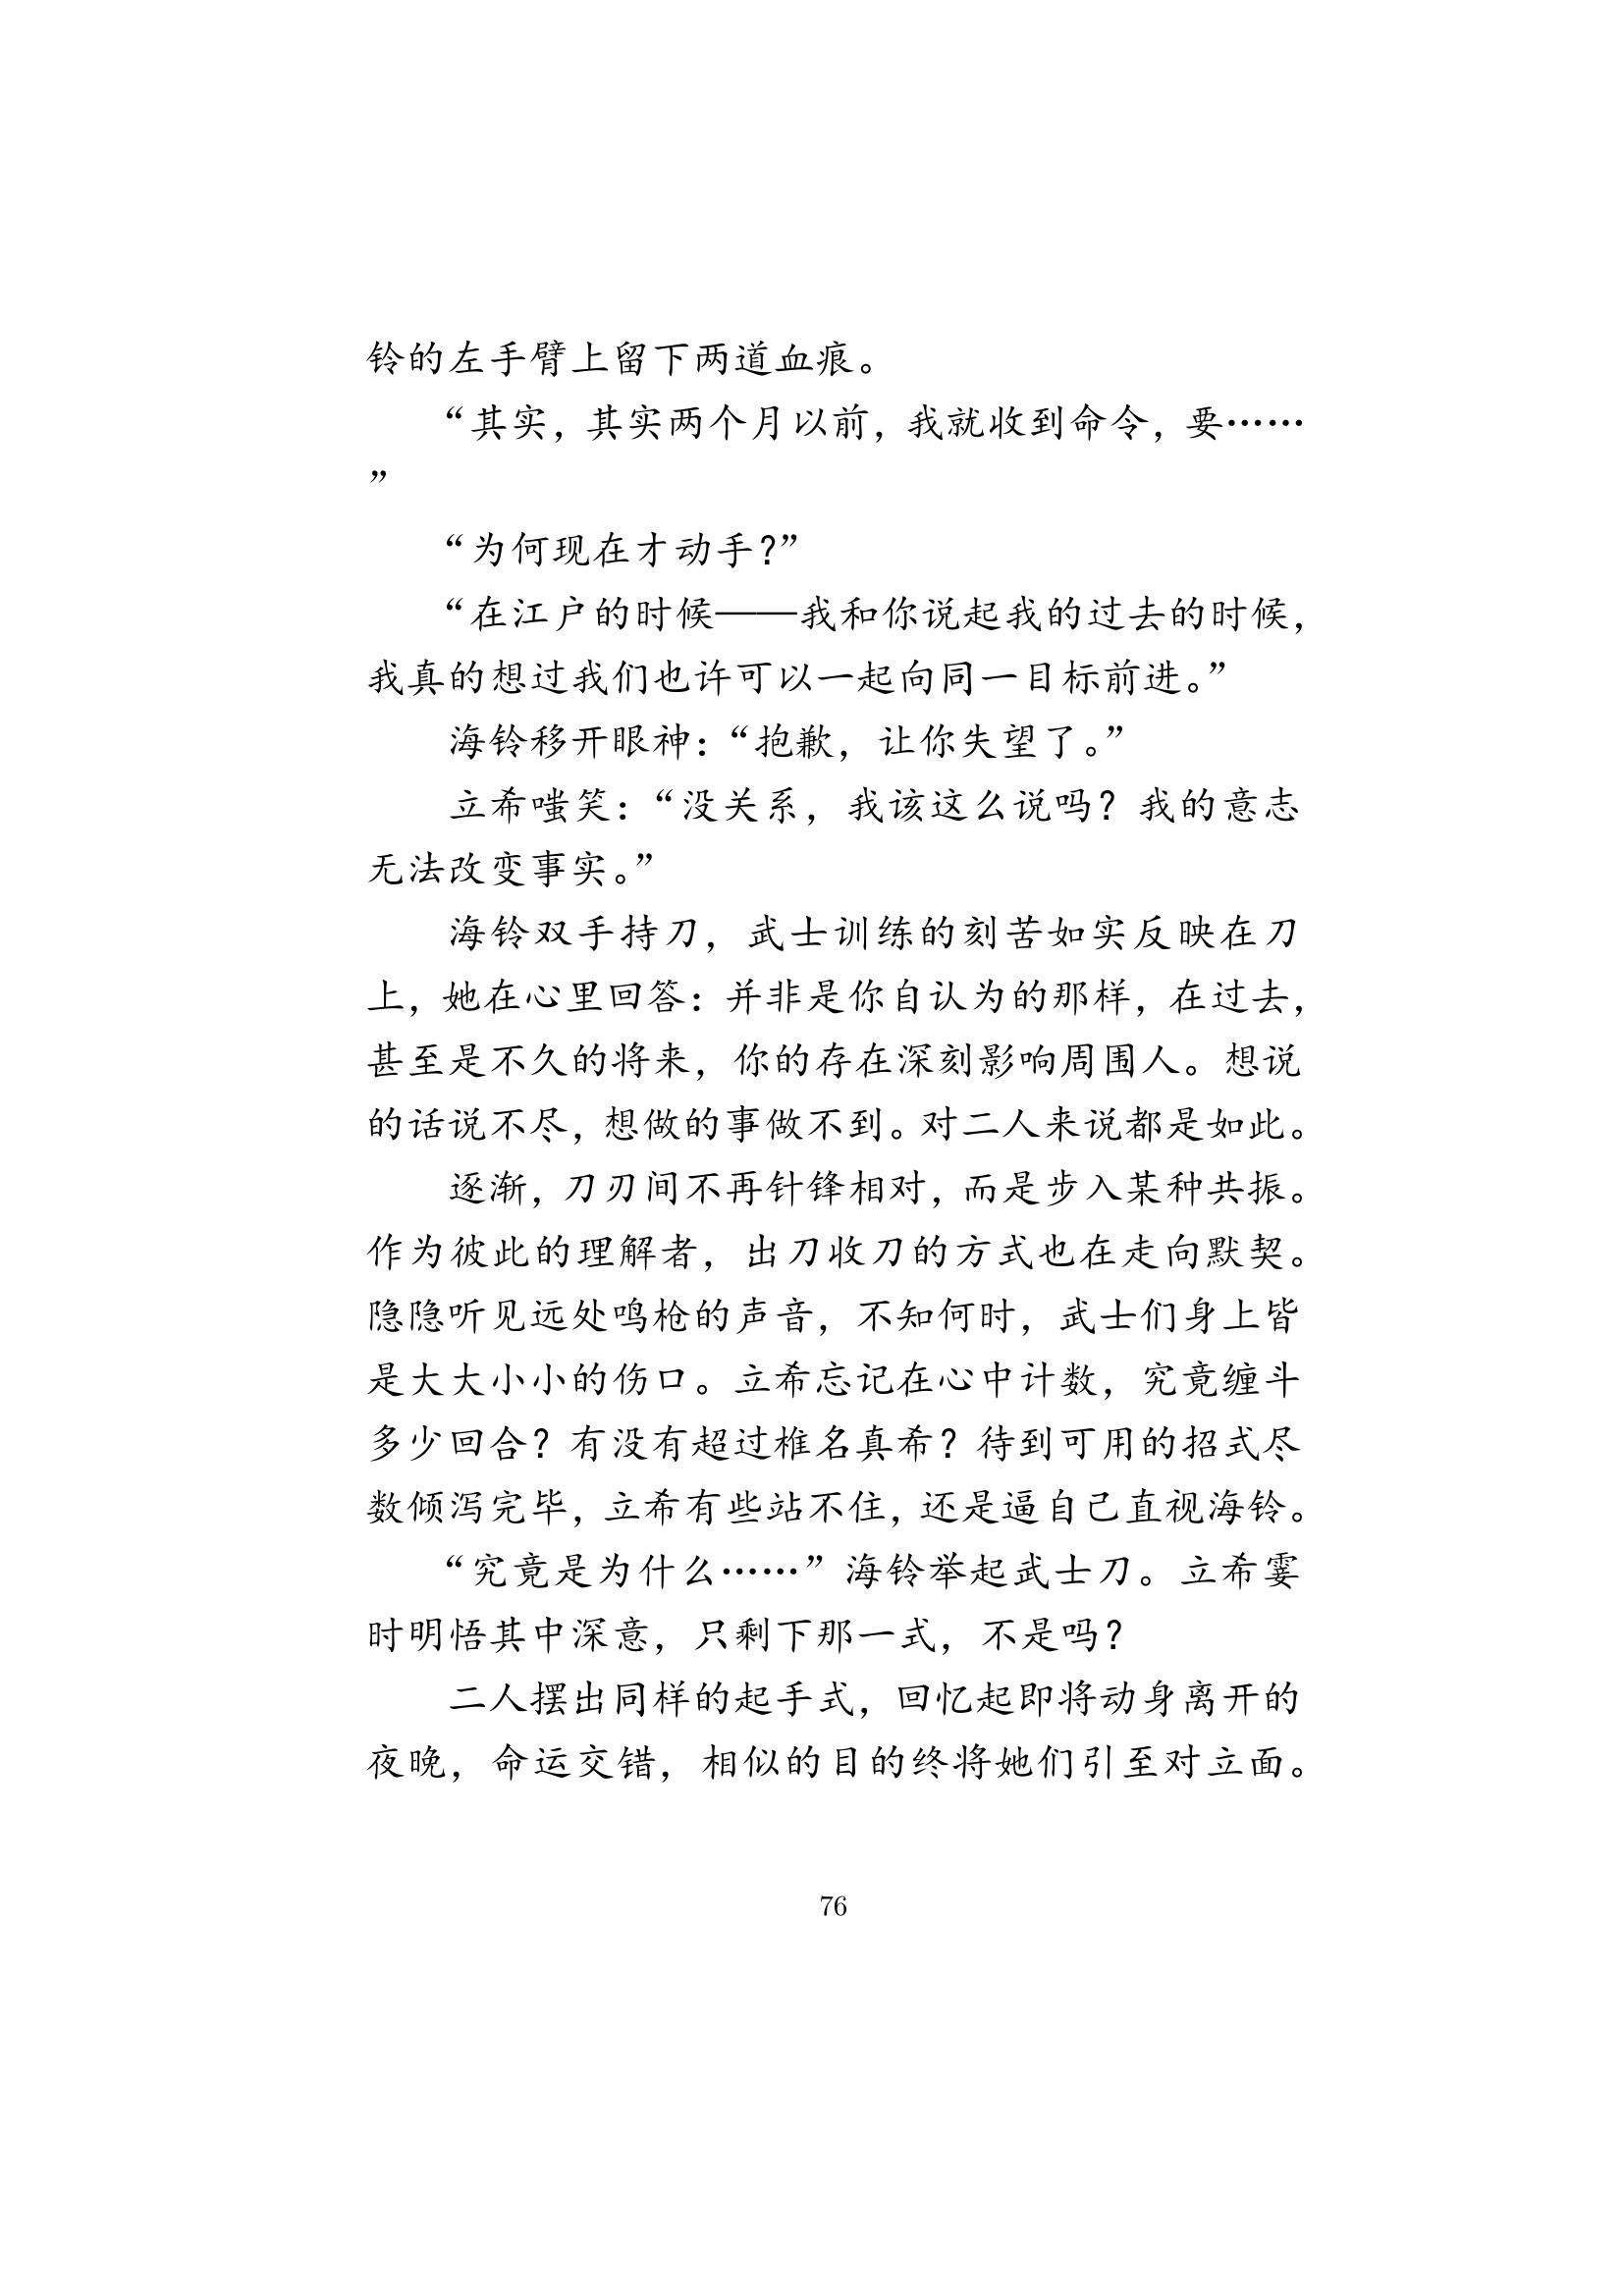 铃的左手臂上留下两道血痕。
“其实，其实两个月以前，我就收到命令，要……
”
“为何现在才动手？”
“在江户的时候——我和你说起我的过去的时候，
我真的想过我们也许可以一起向同一目标前进。”
海铃移开眼神：“抱歉，让你失望了。”
立希嗤笑：“没关系，我该这么说吗？我的意志
无法改变事实。”
海铃双手持刀，武士训练的刻苦如实反映在刀
上，她在心里回答：并非是你自认为的那样，在过去，
甚至是不久的将来，你的存在深刻影响周围人。想说
的话说不尽，想做的事做不到。对二人来说都是如此。
逐渐，刀刃间不再针锋相对，而是步入某种共振。
作为彼此的理解者，出刀收刀的方式也在走向默契。
隐隐听见远处鸣枪的声音，不知何时，武士们身上皆
是大大小小的伤口。立希忘记在心中计数，究竟缠斗
多少回合？有没有超过椎名真希？待到可用的招式尽
数倾泻完毕，立希有些站不住，还是逼自己直视海铃。
“究竟是为什么……”海铃举起武士刀。立希霎
时明悟其中深意，只剩下那一式，不是吗？
二人摆出同样的起手式，回忆起即将动身离开的
夜晚，命运交错，相似的目的终将她们引至对立面。
76